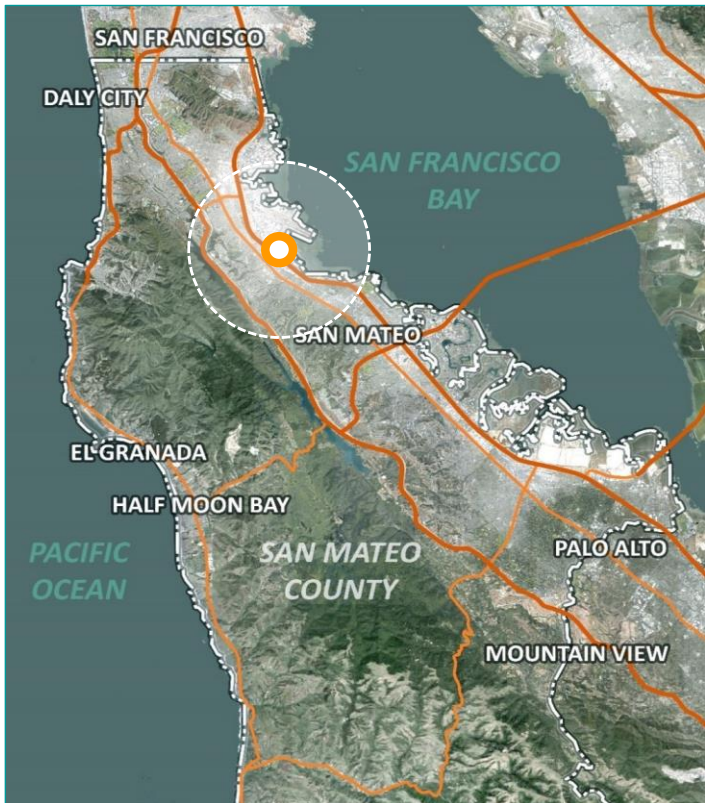 SAN FRANCISCO
DALY CITY
SAN FRANCISCO
BAY
SAN MATEO
EL GRANADA
HALF MOON BAY
PACIFIC
OCEAN
SAN MATEO
COUNTY
PALO ALTO
MOUNTAIN VIEW